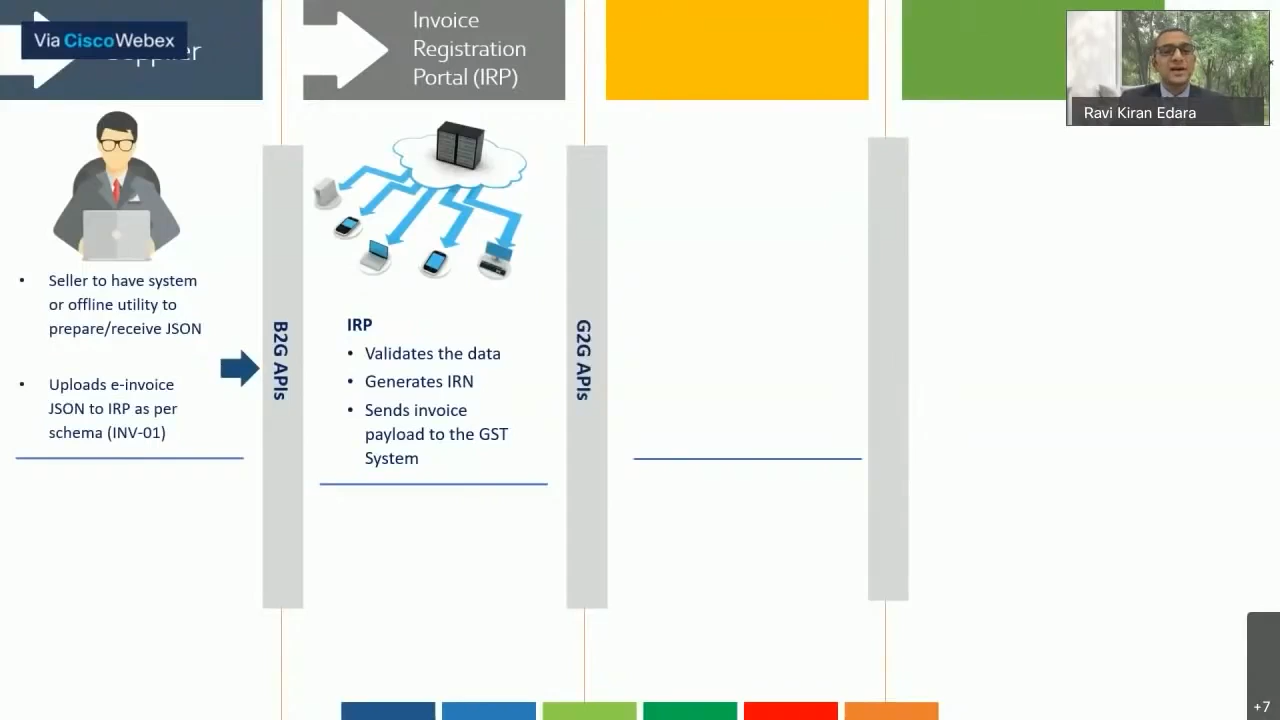 Via CiscoWebex
Supplier
Invoice
Registration
Portal (IRP)
Ravi Kiran Edara
• Seller to have system
or offline utility to
prepare/receive JSON
• Uploads e-invoice
JSON to IRP as per
schema (INV-01)
B2G APIs
IRP
• Validates the data
• Generates IRN
• Sends invoice
payload to the GST
System
G2G APIs
+7